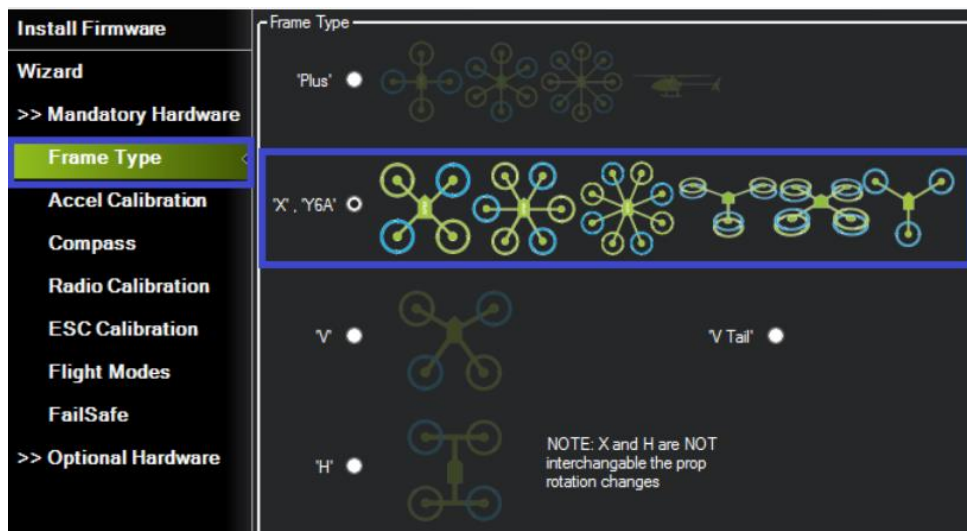 Install Firmware
Wizard
>> Mandatory Hardware
Frame Type
Accel Calibration
Compass
Radio Calibration
ESC Calibration
Flight Modes
FailSafe
>> Optional Hardware
Frame Type
'Plus'
'X', 'Y6A'
'V'
'V Tail'
'H'
NOTE: X and H are NOT
interchangable the prop
rotation changes